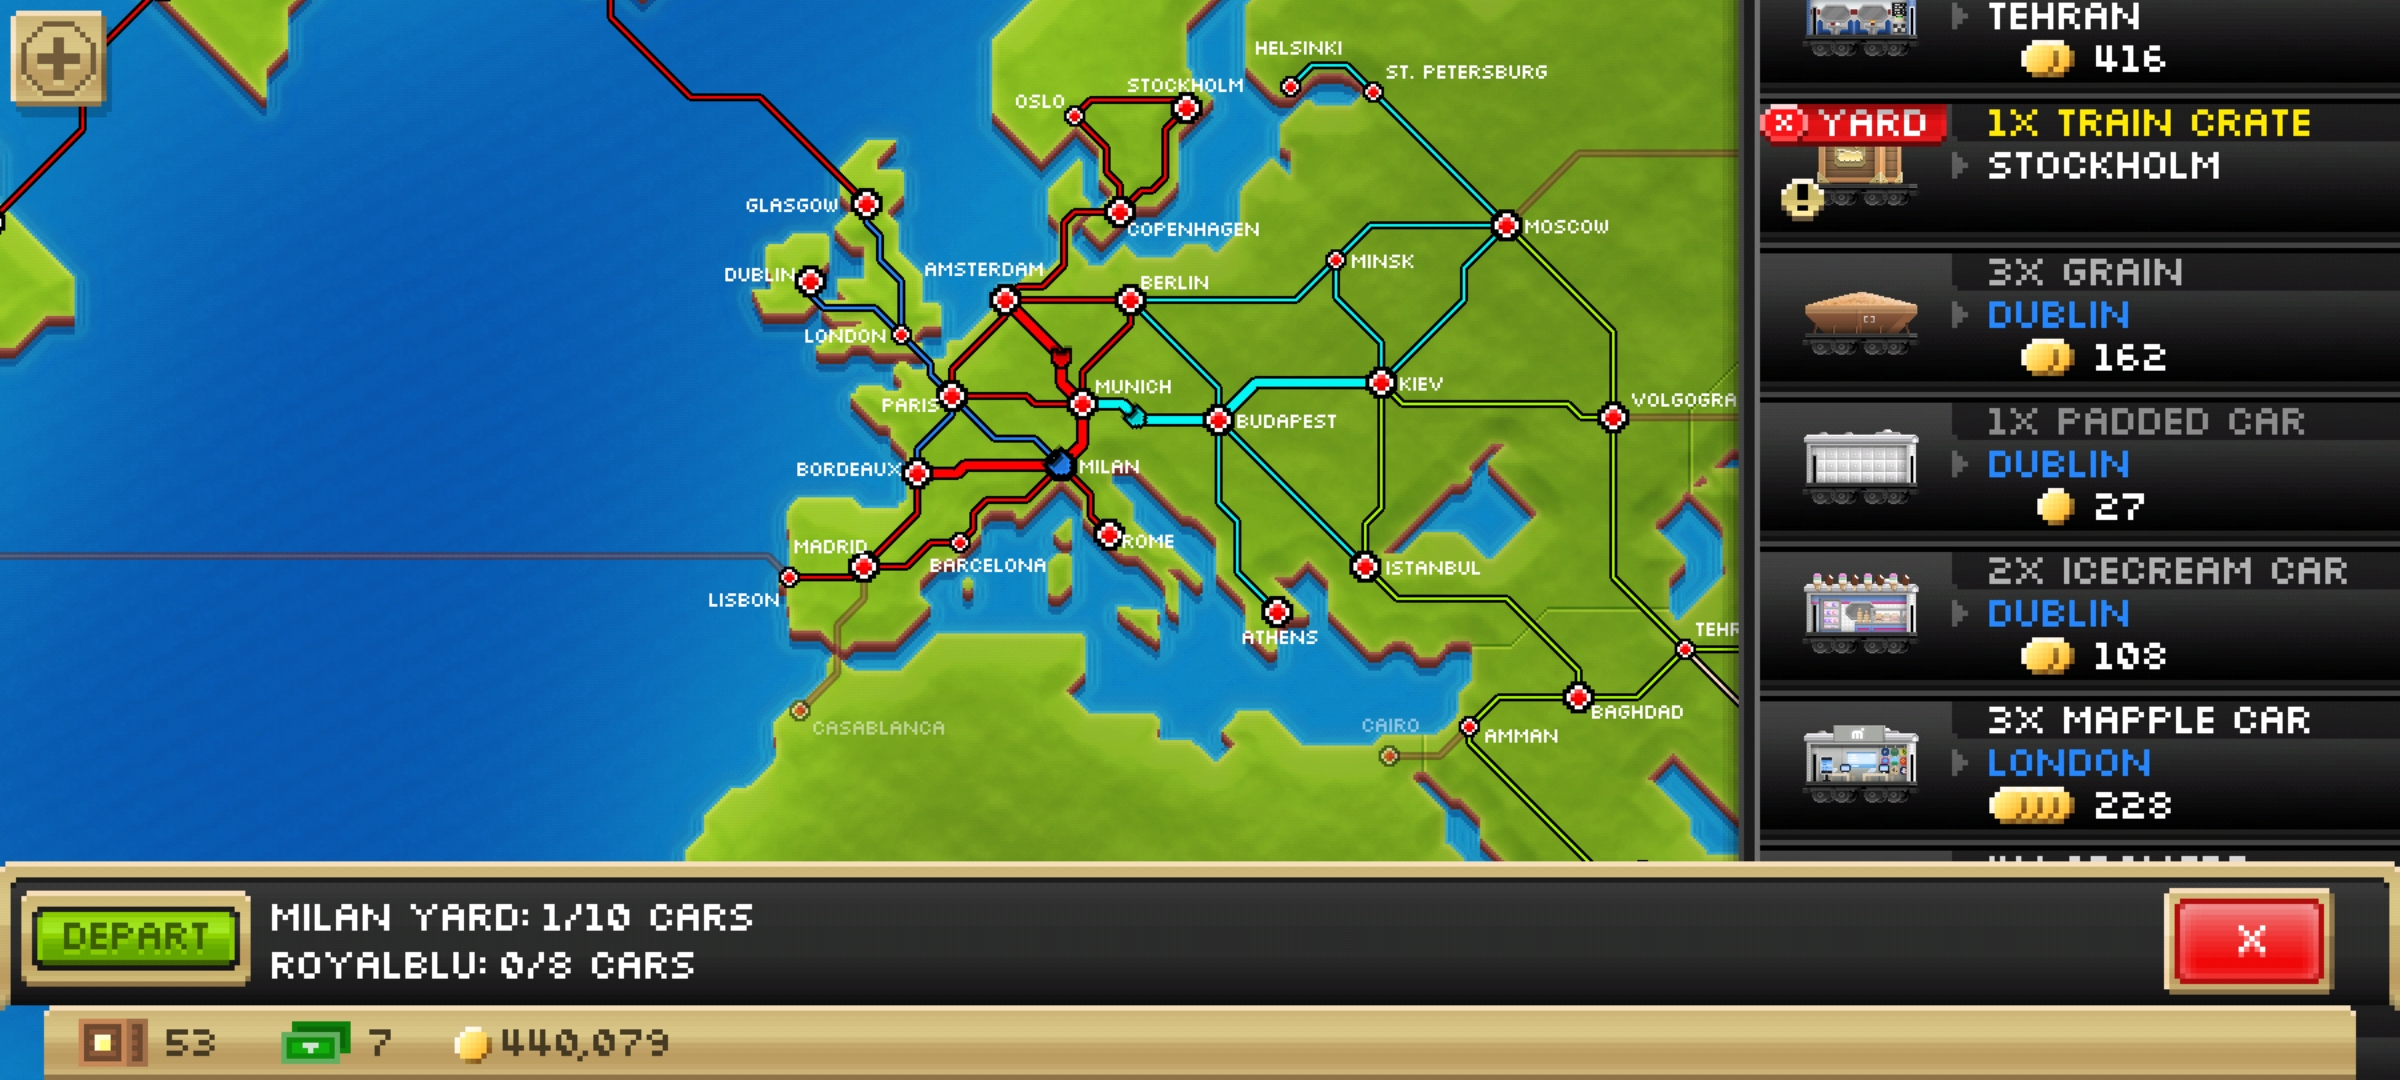 HELSINKI
ST. PETERSBURG
STOCKHOLM
OSLO
GLASGOW
COPENHAGEN
MOSCOW
DUBLIN
AMSTERDAM
BERLIN
MINSK
LONDON
PARIS
MUNICH
KIEV
VOLGOGRA
BUDAPEST
BORDEAUX
MILAN
MADRID
ROME
BARCELONA
ISTANBUL
LISBON
ATHENS
TEHR
CASABLANCA
CAIRO
AMMAN
BAGHDAD
TEHRAN
416
YARD
1X TRAIN CRATE
STOCKHOLM
3X GRAIN
DUBLIN
162
1X PADDED CAR
DUBLIN
27
2X ICECREAM CAR
DUBLIN
108
3X MAPPLE CAR
LONDON
228
DEPART
MILAN YARD: 1/10 CARS
ROYALBLU: 0/8 CARS
X
53
7
440,079